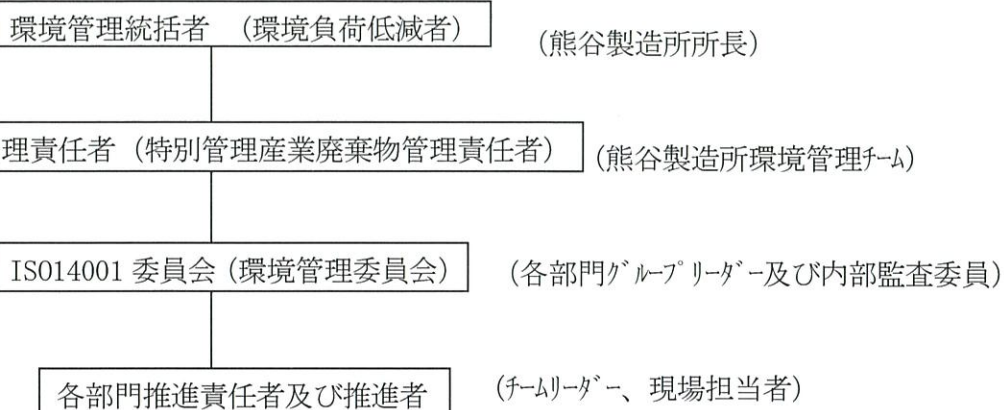 環境管理統括者　（環境負荷低減者）　（熊谷製造所所長）
理責任者（特別管理産業廃棄物管理責任者）　（熊谷製造所環境管理ﾁｰﾑ）
ISO14001 委員会（環境管理委員会）　（各部門ｸﾞﾙｰﾌﾟﾘｰﾀﾞｰ及び内部監査委員）
各部門推進責任者及び推進者　（ﾁｰﾑﾘｰﾀﾞｰ、現場担当者）